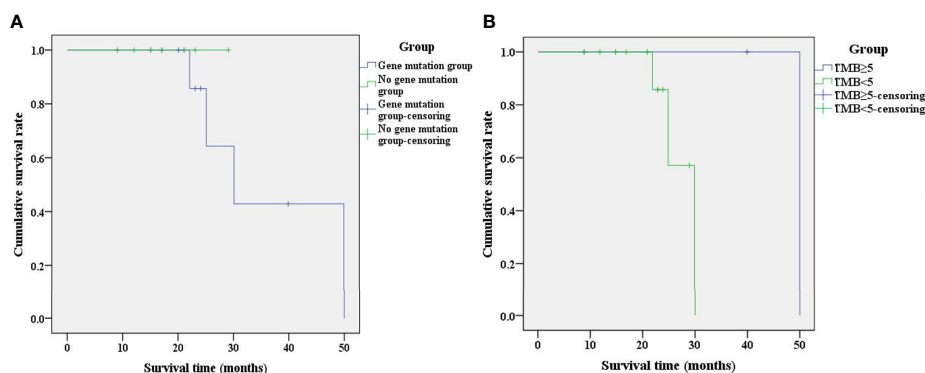 A
Cumulative survival rate
1.0
0.8
0.6
0.4
0.2
0.0
0 10 20 30 40 50
Survival time (months)
Group
Gene mutation group
No gene mutation
group
Gene mutation
group-censoring
No gene mutation
group-censoring
B
Cumulative survival rate
1.0
0.8
0.6
0.4
0.2
0.0
0 10 20 30 40 50
Survival time (months)
Group
TMB≥5
TMB<5
TMB≥5-censoring
TMB<5-censoring